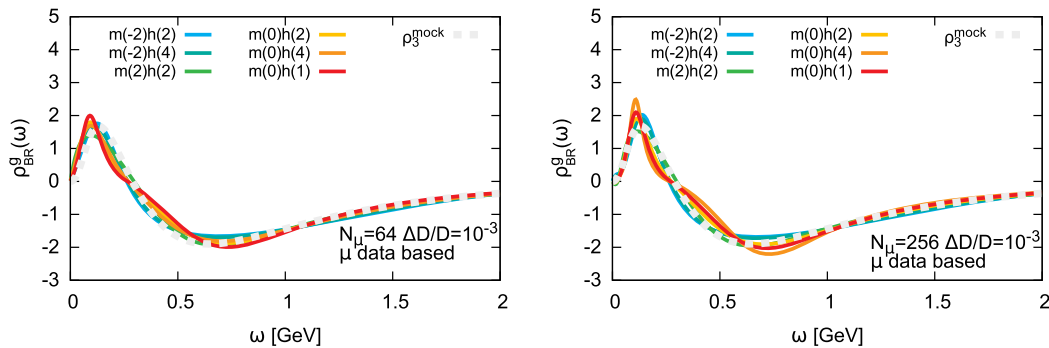 5
4
3
2
1
0
-1
-2
-3
ρ^g_BR(ω)
m(-2)h(2) m(0)h(2) ρ_3^mock
m(-2)h(4) m(0)h(4)
m(2)h(2) m(0)h(1)
N_μ=64 ΔD/D=10^-3
μ data based
0 0.5 1 1.5 2
ω [GeV]
5
4
3
2
1
0
-1
-2
-3
ρ^g_BR(ω)
m(-2)h(2) m(0)h(2) ρ_3^mock
m(-2)h(4) m(0)h(4)
m(2)h(2) m(0)h(1)
N_μ=256 ΔD/D=10^-3
μ data based
0 0.5 1 1.5 2
ω [GeV]